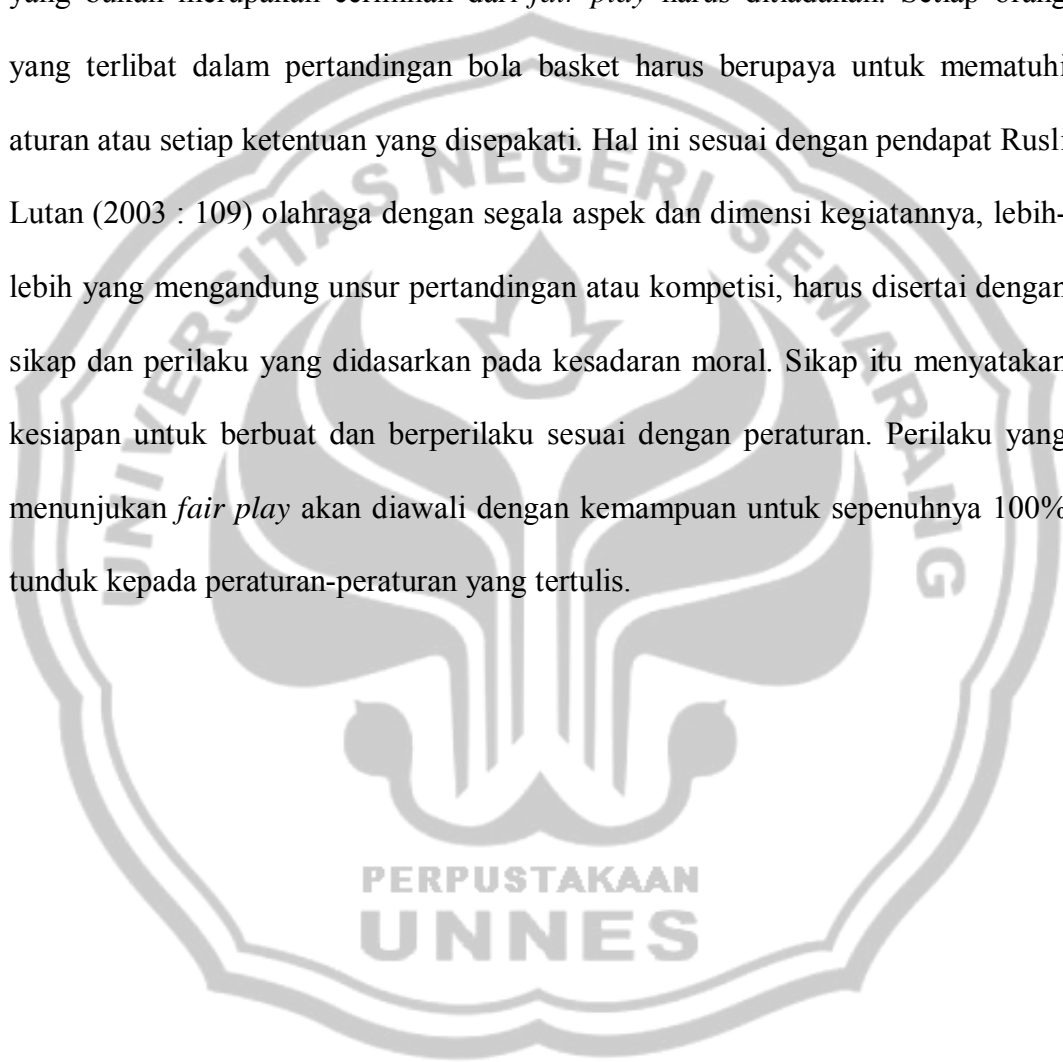 yang bukan merupakan cerminan dari fair play harus ditiadakan. Setiap orang
yang terlibat dalam pertandingan bola basket harus berupaya untuk mematuhi
aturan atau setiap ketentuan yang disepakati. Hal ini sesuai dengan pendapat Rusli
Lutan (2003 : 109) olahraga dengan segala aspek dan dimensi kegiatannya, lebih-
lebih yang mengandung unsur pertandingan atau kompetisi, harus disertai dengan
sikap dan perilaku yang didasarkan pada kesadaran moral. Sikap itu menyatakan
kesiapan untuk berbuat dan berperilaku sesuai dengan peraturan. Perilaku yang
menunjukan fair play akan diawali dengan kemampuan untuk sepenuhnya 100%
tunduk kepada peraturan-peraturan yang tertulis.
UNIVERSITAS NEGERI SEMARANG
PERPUSTAKAAN
UNNES